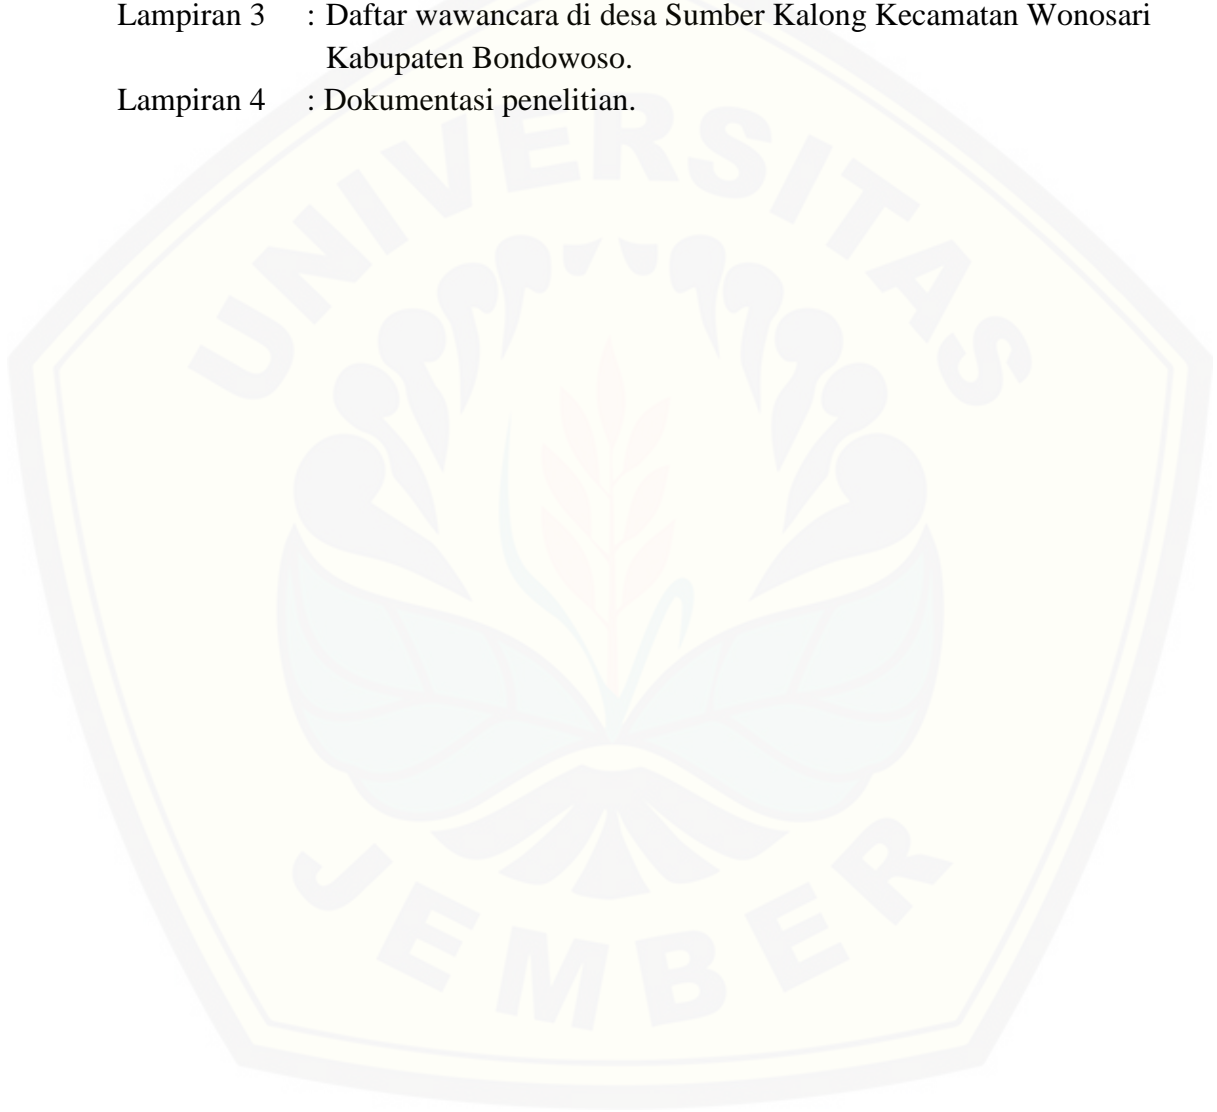 Lampiran 3 : Daftar wawancara di desa Sumber Kalong Kecamatan Wonosari
Kabupaten Bondowoso.
Lampiran 4 : Dokumentasi penelitian.
UNIVERSITAS
JEMBER